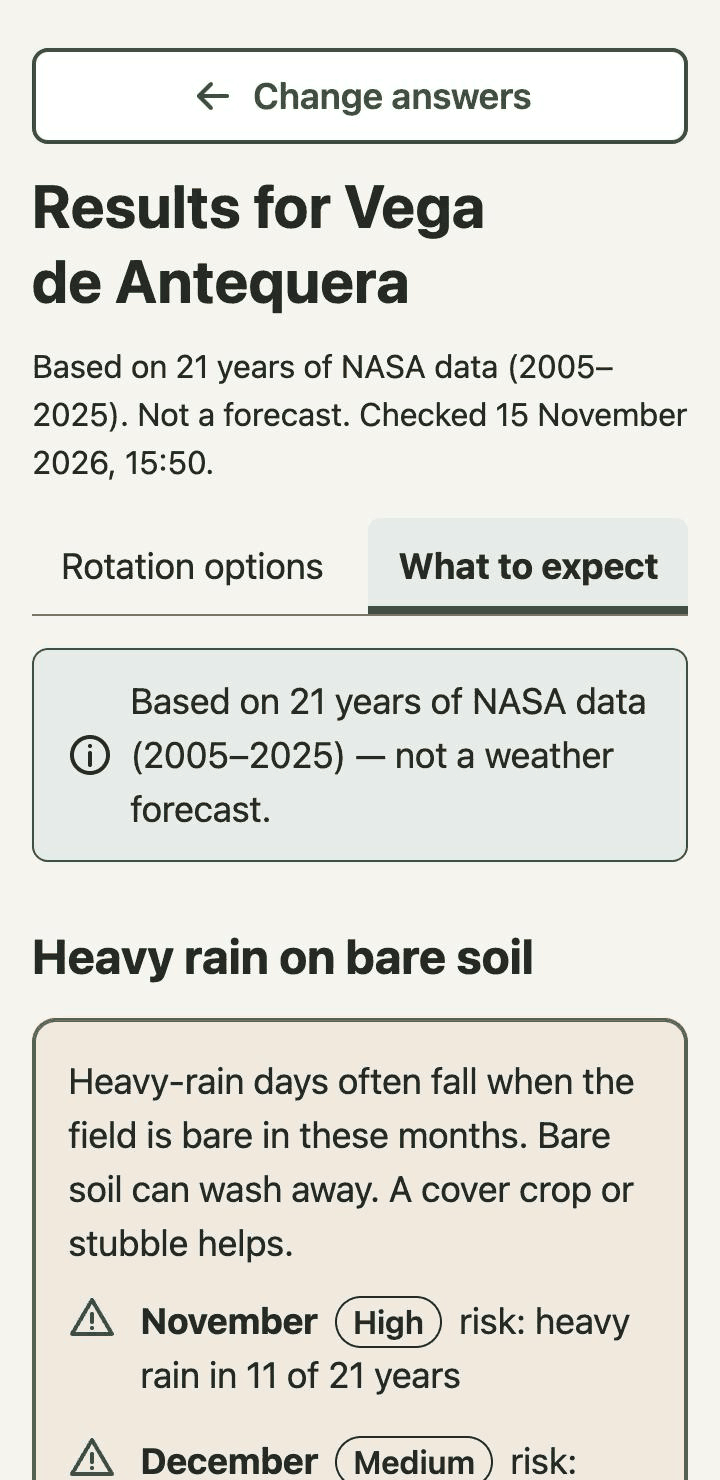 Change answers
Results for Vega
de Antequera
Based on 21 years of NASA data (2005–
2025). Not a forecast. Checked 15 November
2026, 15:50.
Rotation options
What to expect
Based on 21 years of NASA data
(2005–2025) — not a weather
forecast.
Heavy rain on bare soil
Heavy-rain days often fall when the
field is bare in these months. Bare
soil can wash away. A cover crop or
stubble helps.
November High risk: heavy
rain in 11 of 21 years
December Medium risk: